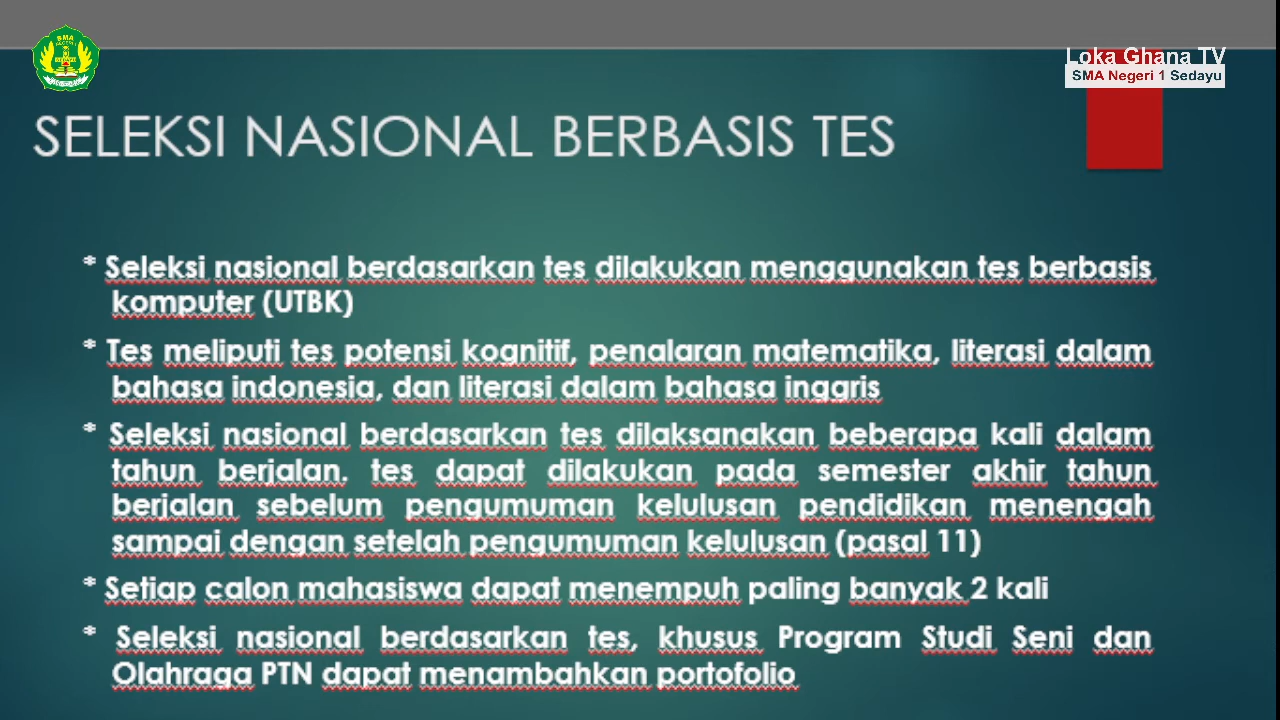 SMA
Loka Ghana TV
SMA Negeri 1 Sedayu
SELEKSI NASIONAL BERBASIS TES
* Seleksi nasional berdasarkan tes dilakukan menggunakan tes berbasis
komputer (UTBK)
* Tes meliputi tes potensi kognitif, penalaran matematika, literasi dalam
bahasa indonesia, dan literasi dalam bahasa inggris
* Seleksi nasional berdasarkan tes dilaksanakan beberapa kali dalam
tahun berjalan. tes dapat dilakukan pada semester akhir tahun
berjalan sebelum pengumuman kelulusan pendidikan menengah
sampai dengan setelah pengumuman kelulusan (pasal 11)
* Setiap calon mahasiswa dapat menempuh paling banyak 2 kali
* Seleksi nasional berdasarkan tes, khusus Program Studi Seni dan
Olahraga PTN dapat menambahkan portofolio